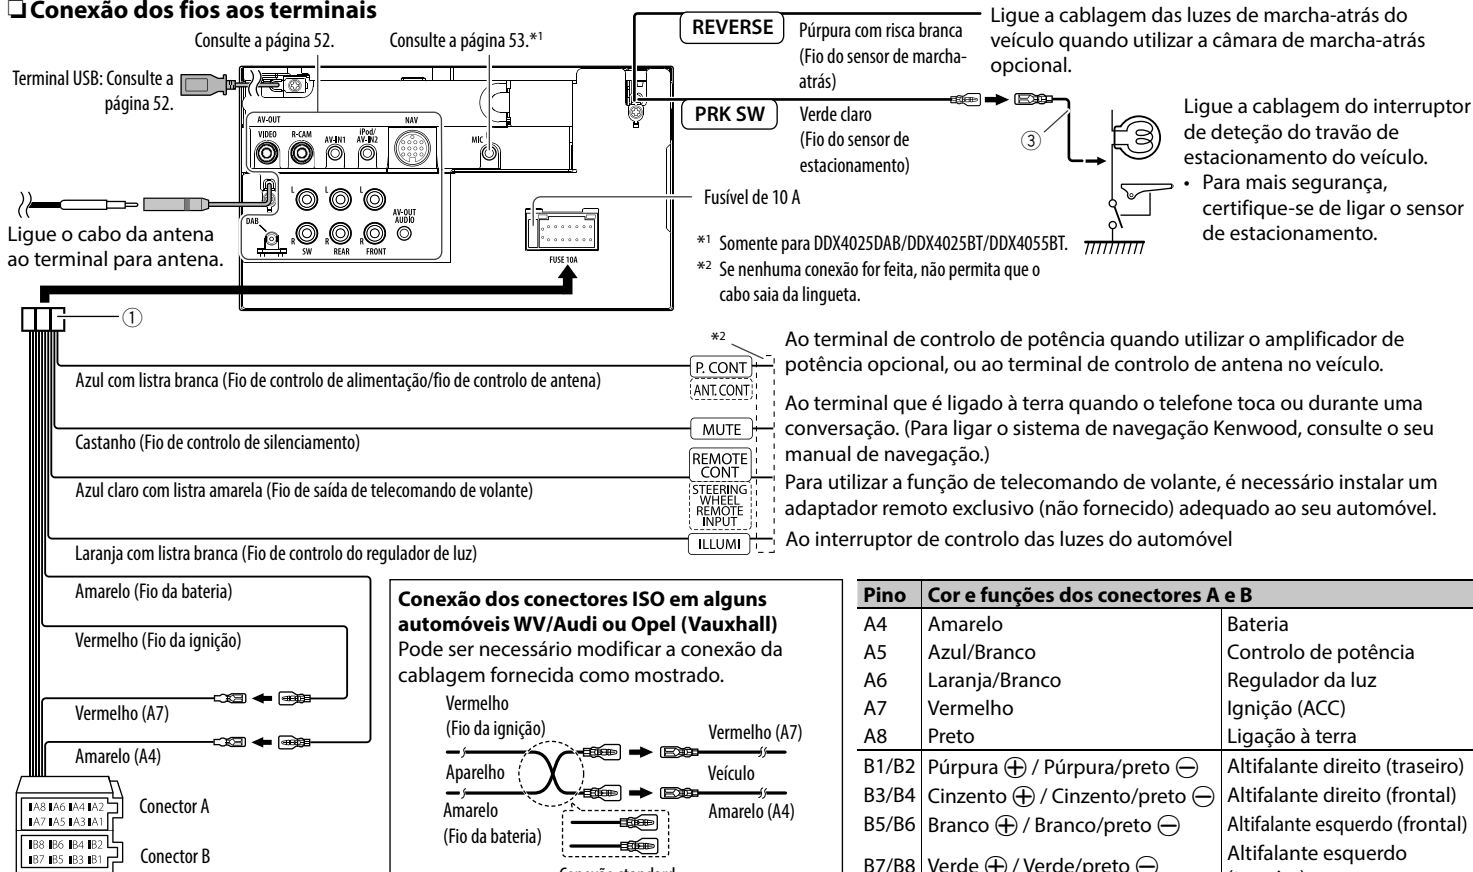 ❏ Conexão dos fios aos terminais
Consulte a página 52.
Consulte a página 53.*1
Terminal USB: Consulte a
página 52.
AV-OUT
VIDEO
R-CAM
AV-IN1
iPod/
AV-IN2
NAV
MIC
DAB
L
L
L
R
R
R
SW
REAR
FRONT
AV-OUT
AUDIO
FUSE 10A
Ligue o cabo da antena
ao terminal para antena.
REVERSE
Púrpura com risca branca
(Fio do sensor de marcha-
atrás)
Ligue a cablagem das luzes de marcha-atrás do
veículo quando utilizar a câmara de marcha-atrás
opcional.
PRK SW
Verde claro
(Fio do sensor de
estacionamento)
③
Ligue a cablagem do interruptor
de deteção do travão de
estacionamento do veículo.
• Para mais segurança,
certifique-se de ligar o sensor
de estacionamento.
Fusível de 10 A
*1 Somente para DDX4025DAB/DDX4025BT/DDX4055BT.
*2 Se nenhuma conexão for feita, não permita que o
cabo saia da lingueta.
①
*2
Azul com listra branca (Fio de controlo de alimentação/fio de controlo de antena)
P. CONT
ANT. CONT
Ao terminal de controlo de potência quando utilizar o amplificador de
potência opcional, ou ao terminal de controlo de antena no veículo.
Castanho (Fio de controlo de silenciamento)
MUTE
Ao terminal que é ligado à terra quando o telefone toca ou durante uma
conversação. (Para ligar o sistema de navegação Kenwood, consulte o seu
manual de navegação.)
Azul claro com listra amarela (Fio de saída de telecomando de volante)
REMOTE
CONT
STEERING
WHEEL
REMOTE
INPUT
Para utilizar a função de telecomando de volante, é necessário instalar um
adaptador remoto exclusivo (não fornecido) adequado ao seu automóvel.
Laranja com listra branca (Fio de controlo do regulador de luz)
ILLUMI
Ao interruptor de controlo das luzes do automóvel
Amarelo (Fio da bateria)
Vermelho (Fio da ignição)
Vermelho (A7)
Amarelo (A4)
A8 A6 A4 A2
A7 A5 A3 A1
Conector A
B8 B6 B4 B2
B7 B5 B3 B1
Conector B
Conexão dos conectores ISO em alguns
automóveis WV/Audi ou Opel (Vauxhall)
Pode ser necessário modificar a conexão da
cablagem fornecida como mostrado.
Vermelho
(Fio da ignição)
Vermelho (A7)
Aparelho
Veículo
Amarelo
(Fio da bateria)
Amarelo (A4)
Conexão standard
Pino Cor e funções dos conectores A e B
A4 Amarelo Bateria
A5 Azul/Branco Controlo de potência
A6 Laranja/Branco Regulador da luz
A7 Vermelho Ignição (ACC)
A8 Preto Ligação à terra
B1/B2 Púrpura ⊕ / Púrpura/preto ⊖ Altifalante direito (traseiro)
B3/B4 Cinzento ⊕ / Cinzento/preto ⊖ Altifalante direito (frontal)
B5/B6 Branco ⊕ / Branco/preto ⊖ Altifalante esquerdo (frontal)
B7/B8 Verde ⊕ / Verde/preto ⊖ Altifalante esquerdo